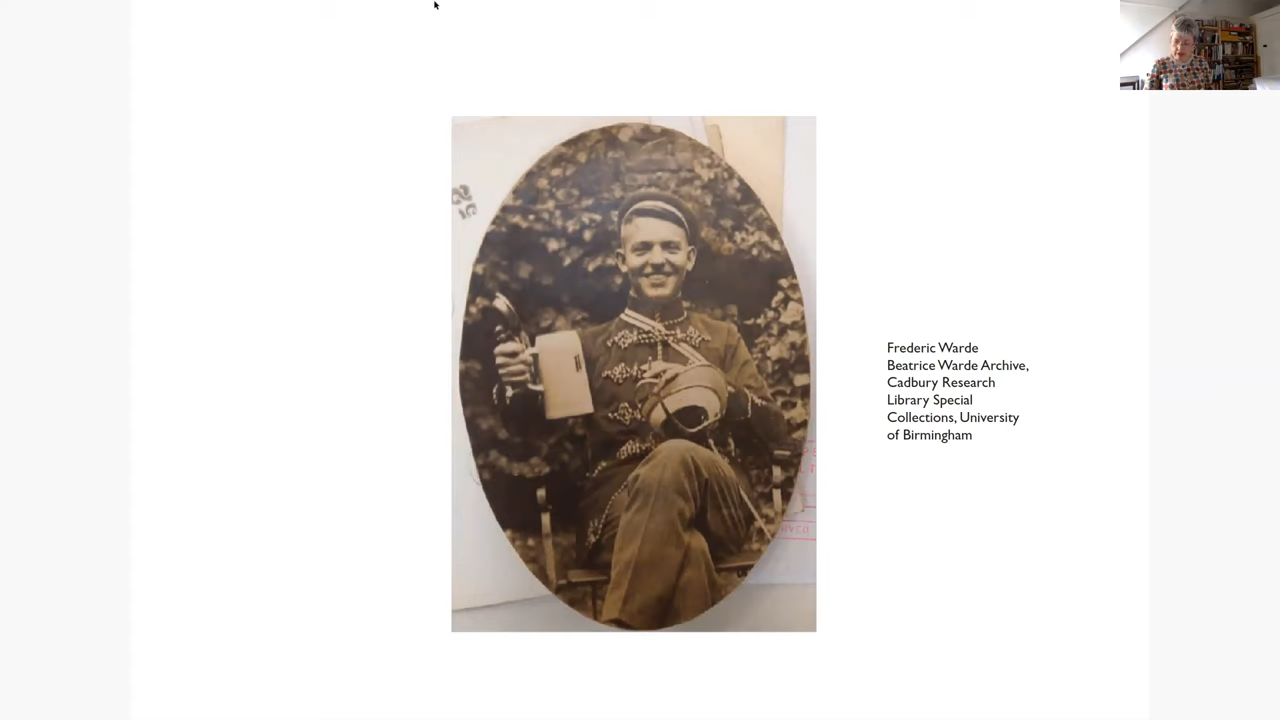 Frederic Warde
Beatrice Warde Archive,
Cadbury Research
Library Special
Collections, University
of Birmingham